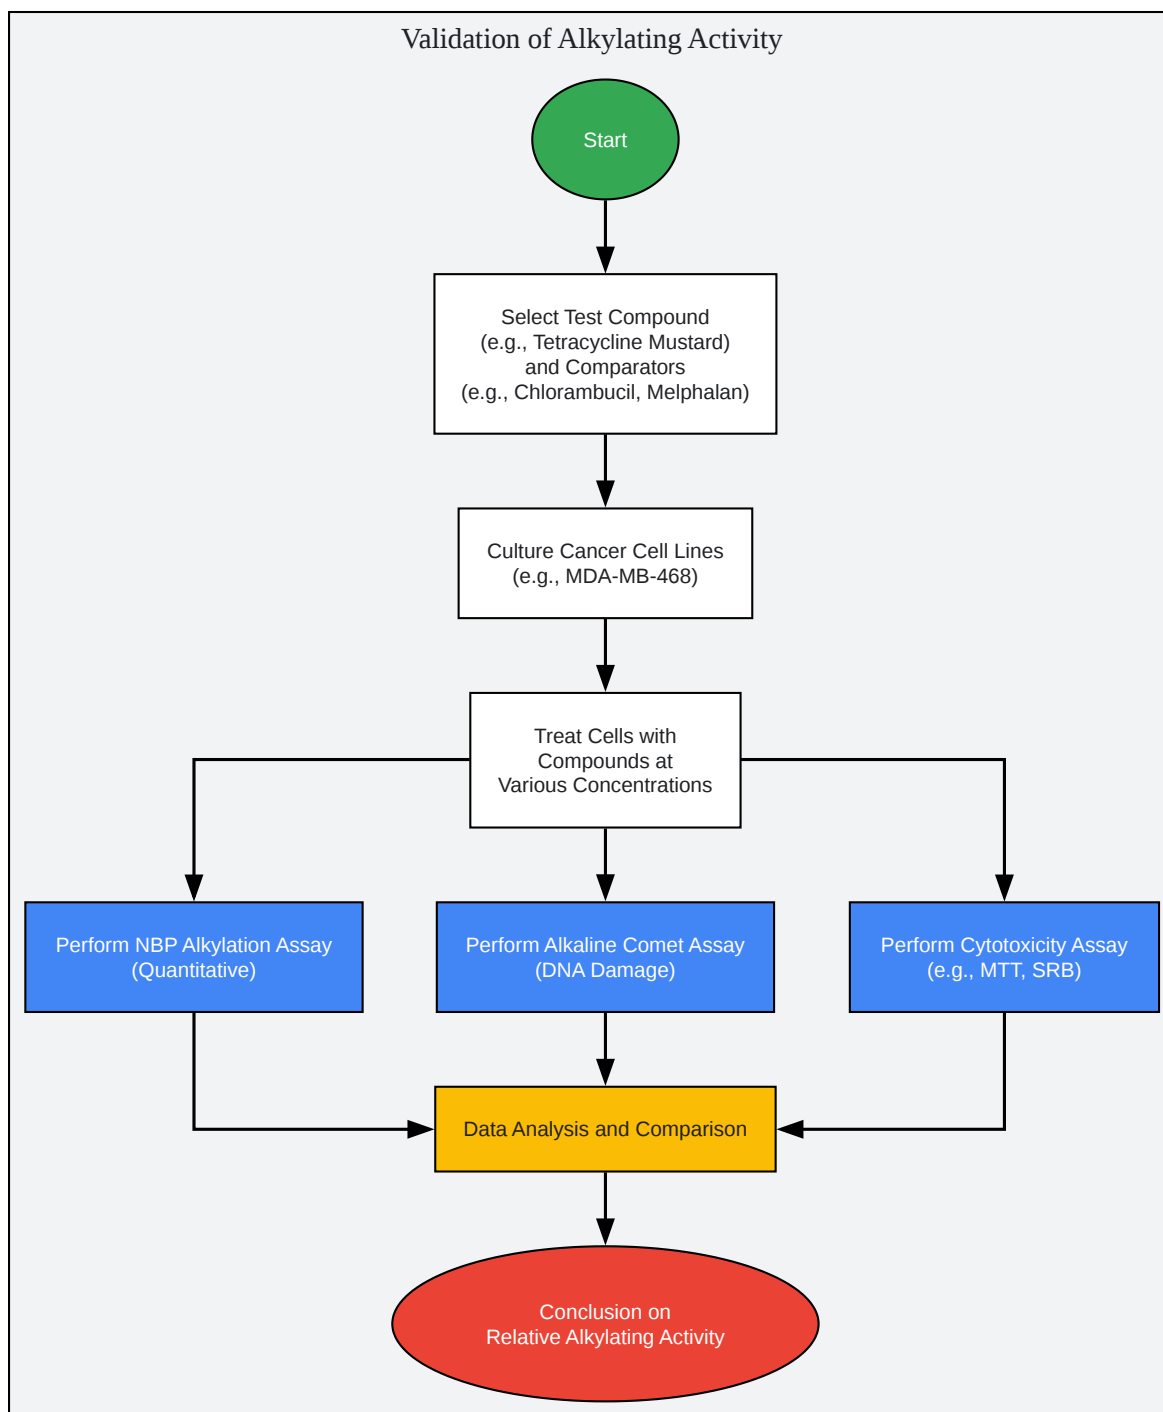 Validation of Alkylating Activity
Start
Select Test Compound
(e.g., Tetracycline Mustard)
and Comparators
(e.g., Chlorambucil, Melphalan)
Culture Cancer Cell Lines
(e.g., MDA-MB-468)
Treat Cells with
Compounds at
Various Concentrations
Perform NBP Alkylation Assay
(Quantitative)
Perform Alkaline Comet Assay
(DNA Damage)
Perform Cytotoxicity Assay
(e.g., MTT, SRB)
Data Analysis and Comparison
Conclusion on
Relative Alkylating Activity